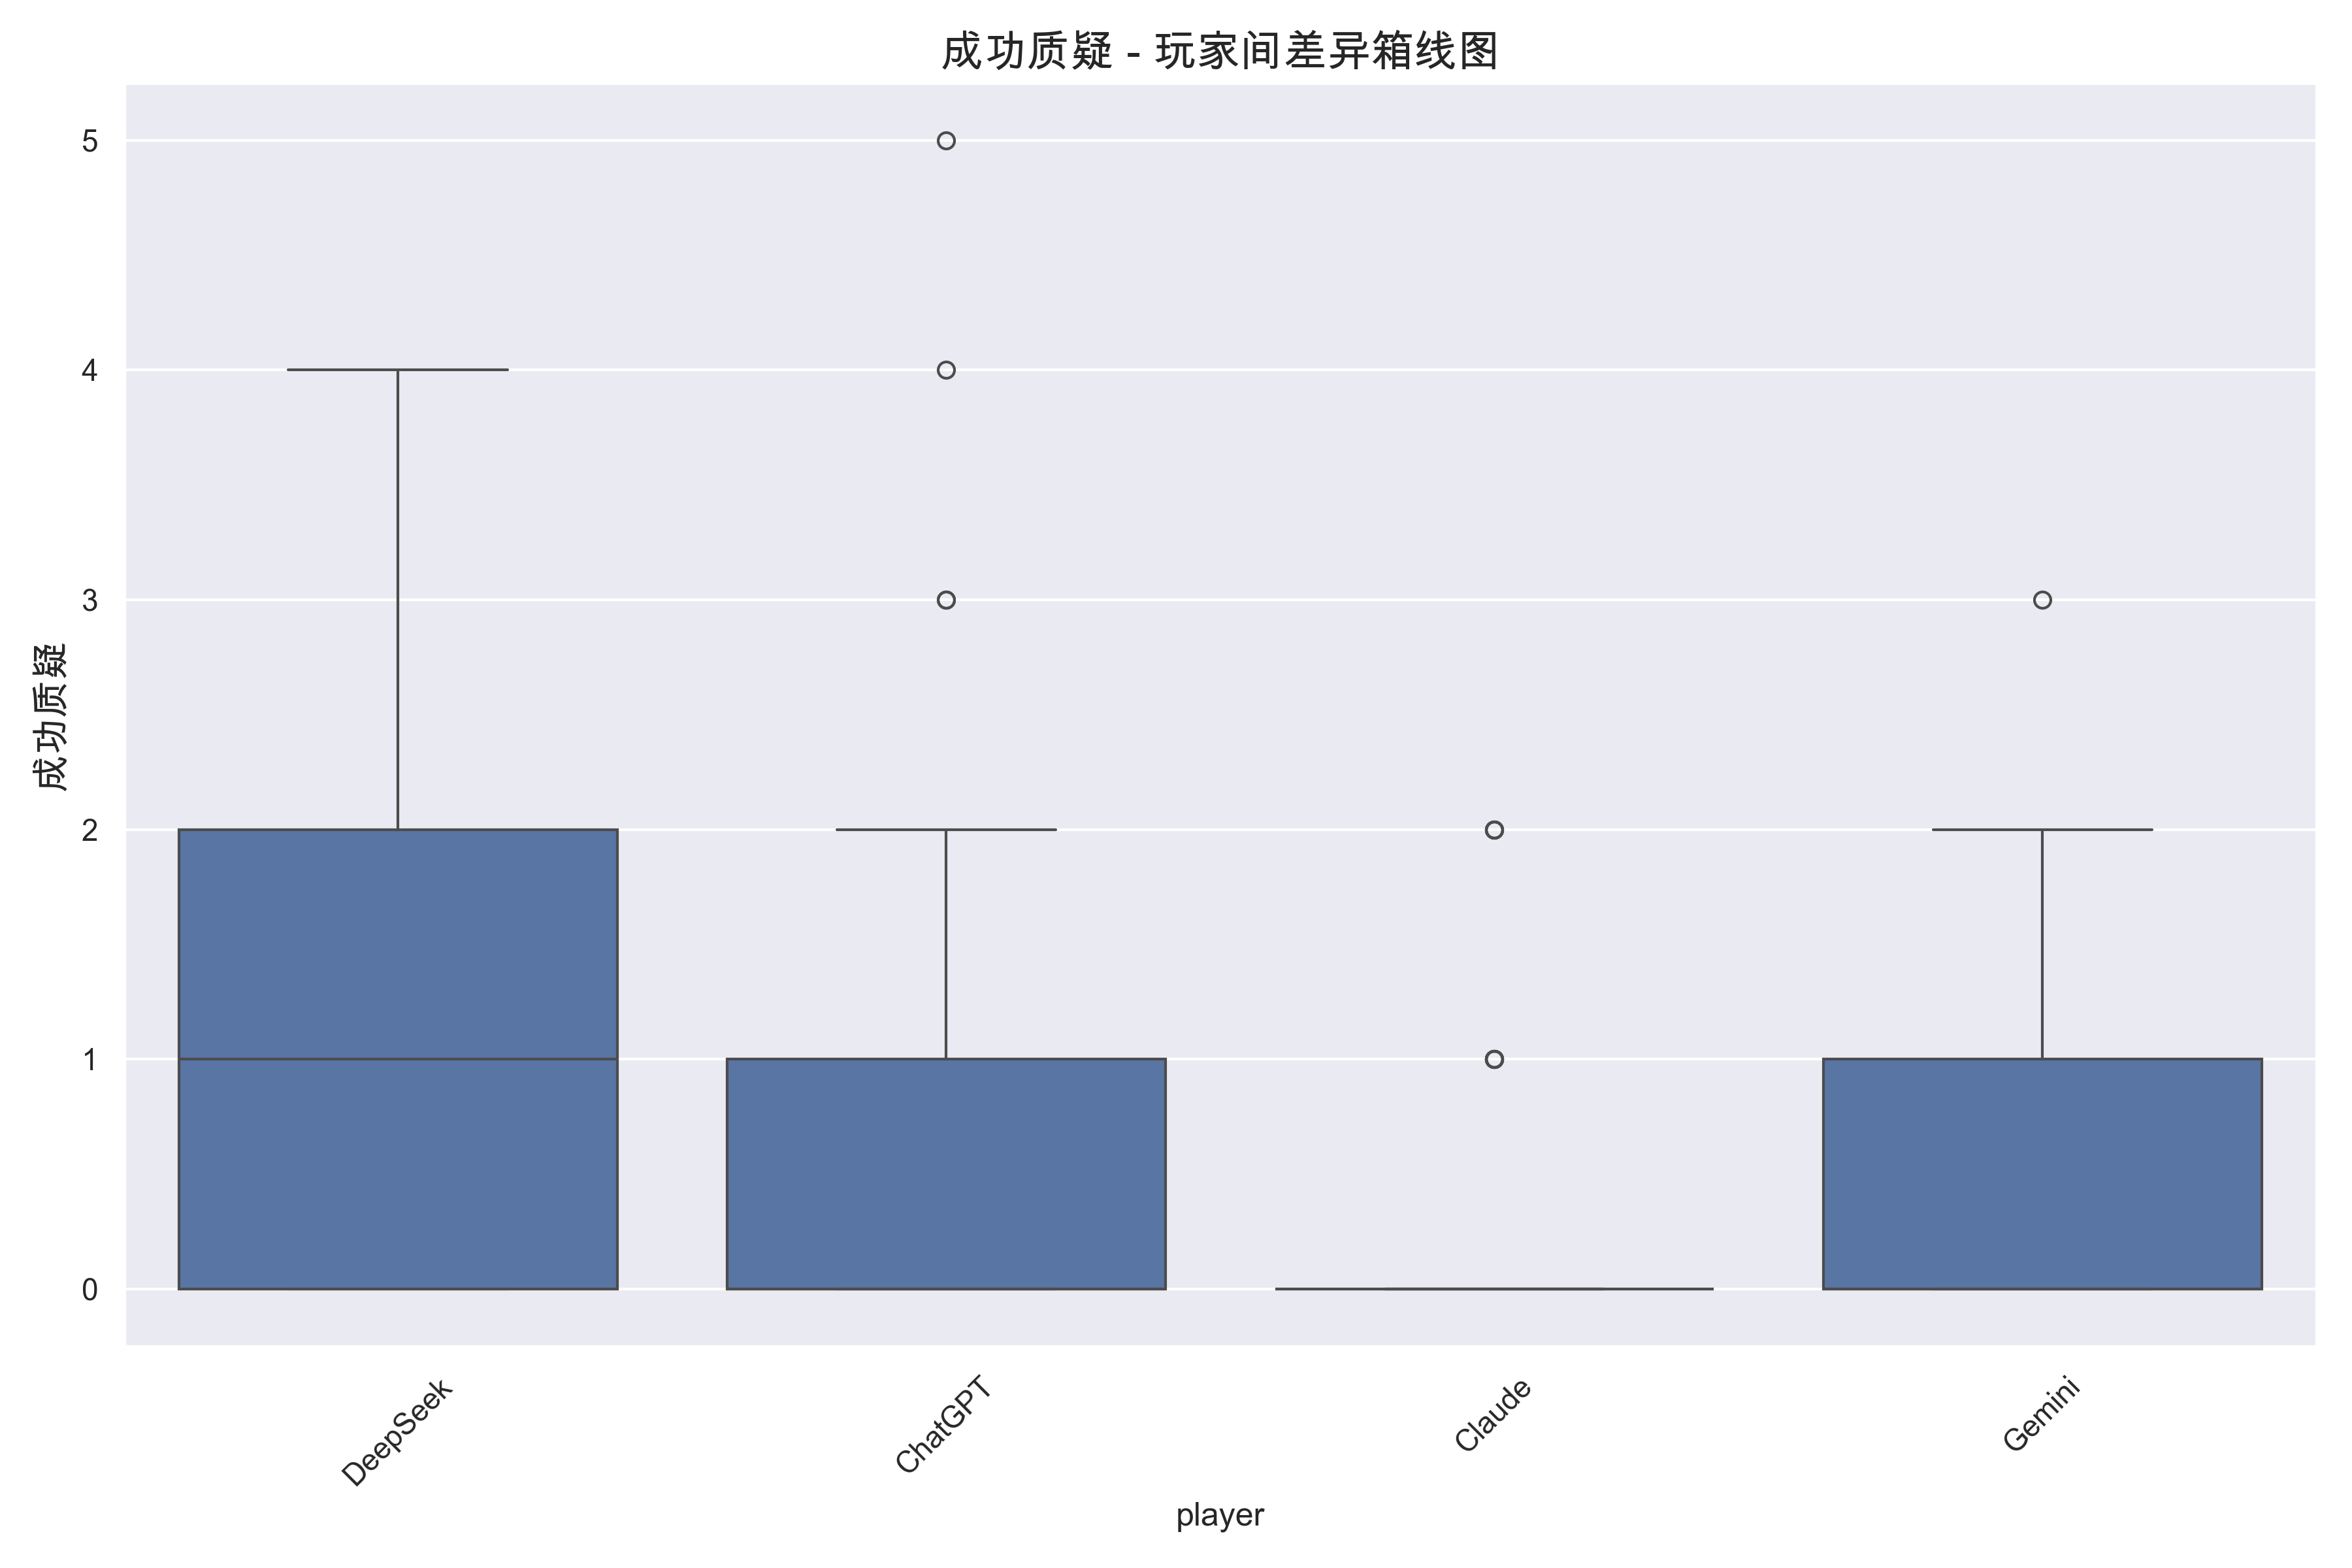 成功质疑 - 玩家间差异箱线图
成功质疑
5
4
3
2
1
0
DeepSeek
ChatGPT
Claude
Gemini
player